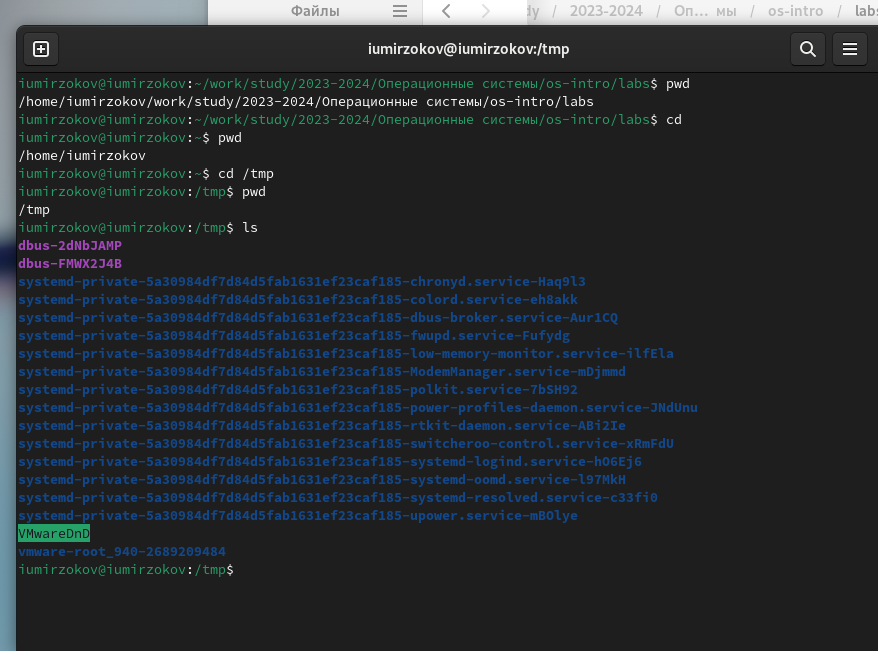 Файлы
dy / 2023-2024 / Оп… мы / os-intro / labs
iumirzokov@iumirzokov:/tmp
iumirzokov@iumirzokov:~/work/study/2023-2024/Операционные системы/os-intro/labs$ pwd
/home/iumirzokov/work/study/2023-2024/Операционные системы/os-intro/labs
iumirzokov@iumirzokov:~/work/study/2023-2024/Операционные системы/os-intro/labs$ cd
iumirzokov@iumirzokov:~$ pwd
/home/iumirzokov
iumirzokov@iumirzokov:~$ cd /tmp
iumirzokov@iumirzokov:/tmp$ pwd
/tmp
iumirzokov@iumirzokov:/tmp$ ls
dbus-2dNbJAMP
dbus-FMWX2J4B
systemd-private-5a30984df7d84d5fab1631ef23caf185-chronyd.service-Haq9l3
systemd-private-5a30984df7d84d5fab1631ef23caf185-colord.service-eh8akk
systemd-private-5a30984df7d84d5fab1631ef23caf185-dbus-broker.service-Aur1CQ
systemd-private-5a30984df7d84d5fab1631ef23caf185-fwupd.service-Fufydg
systemd-private-5a30984df7d84d5fab1631ef23caf185-low-memory-monitor.service-ilfEla
systemd-private-5a30984df7d84d5fab1631ef23caf185-ModemManager.service-mDjmmd
systemd-private-5a30984df7d84d5fab1631ef23caf185-polkit.service-7bSH92
systemd-private-5a30984df7d84d5fab1631ef23caf185-power-profiles-daemon.service-JNdUnu
systemd-private-5a30984df7d84d5fab1631ef23caf185-rtkit-daemon.service-ABi2Ie
systemd-private-5a30984df7d84d5fab1631ef23caf185-switcheroo-control.service-xRmFdU
systemd-private-5a30984df7d84d5fab1631ef23caf185-systemd-logind.service-hO6Ej6
systemd-private-5a30984df7d84d5fab1631ef23caf185-systemd-oomd.service-l97MkH
systemd-private-5a30984df7d84d5fab1631ef23caf185-systemd-resolved.service-c33fi0
systemd-private-5a30984df7d84d5fab1631ef23caf185-upower.service-mBOlye
VMwareDnD
vmware-root_940-2689209484
iumirzokov@iumirzokov:/tmp$